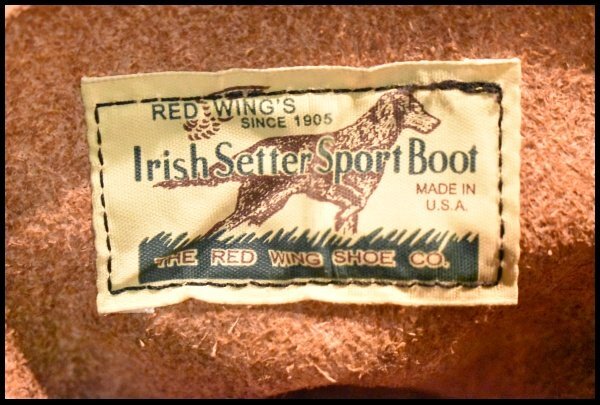 RED WING'S
SINCE 1905
Irish Setter Sport Boot
MADE IN
U.S.A.
THE RED WING SHOE CO.